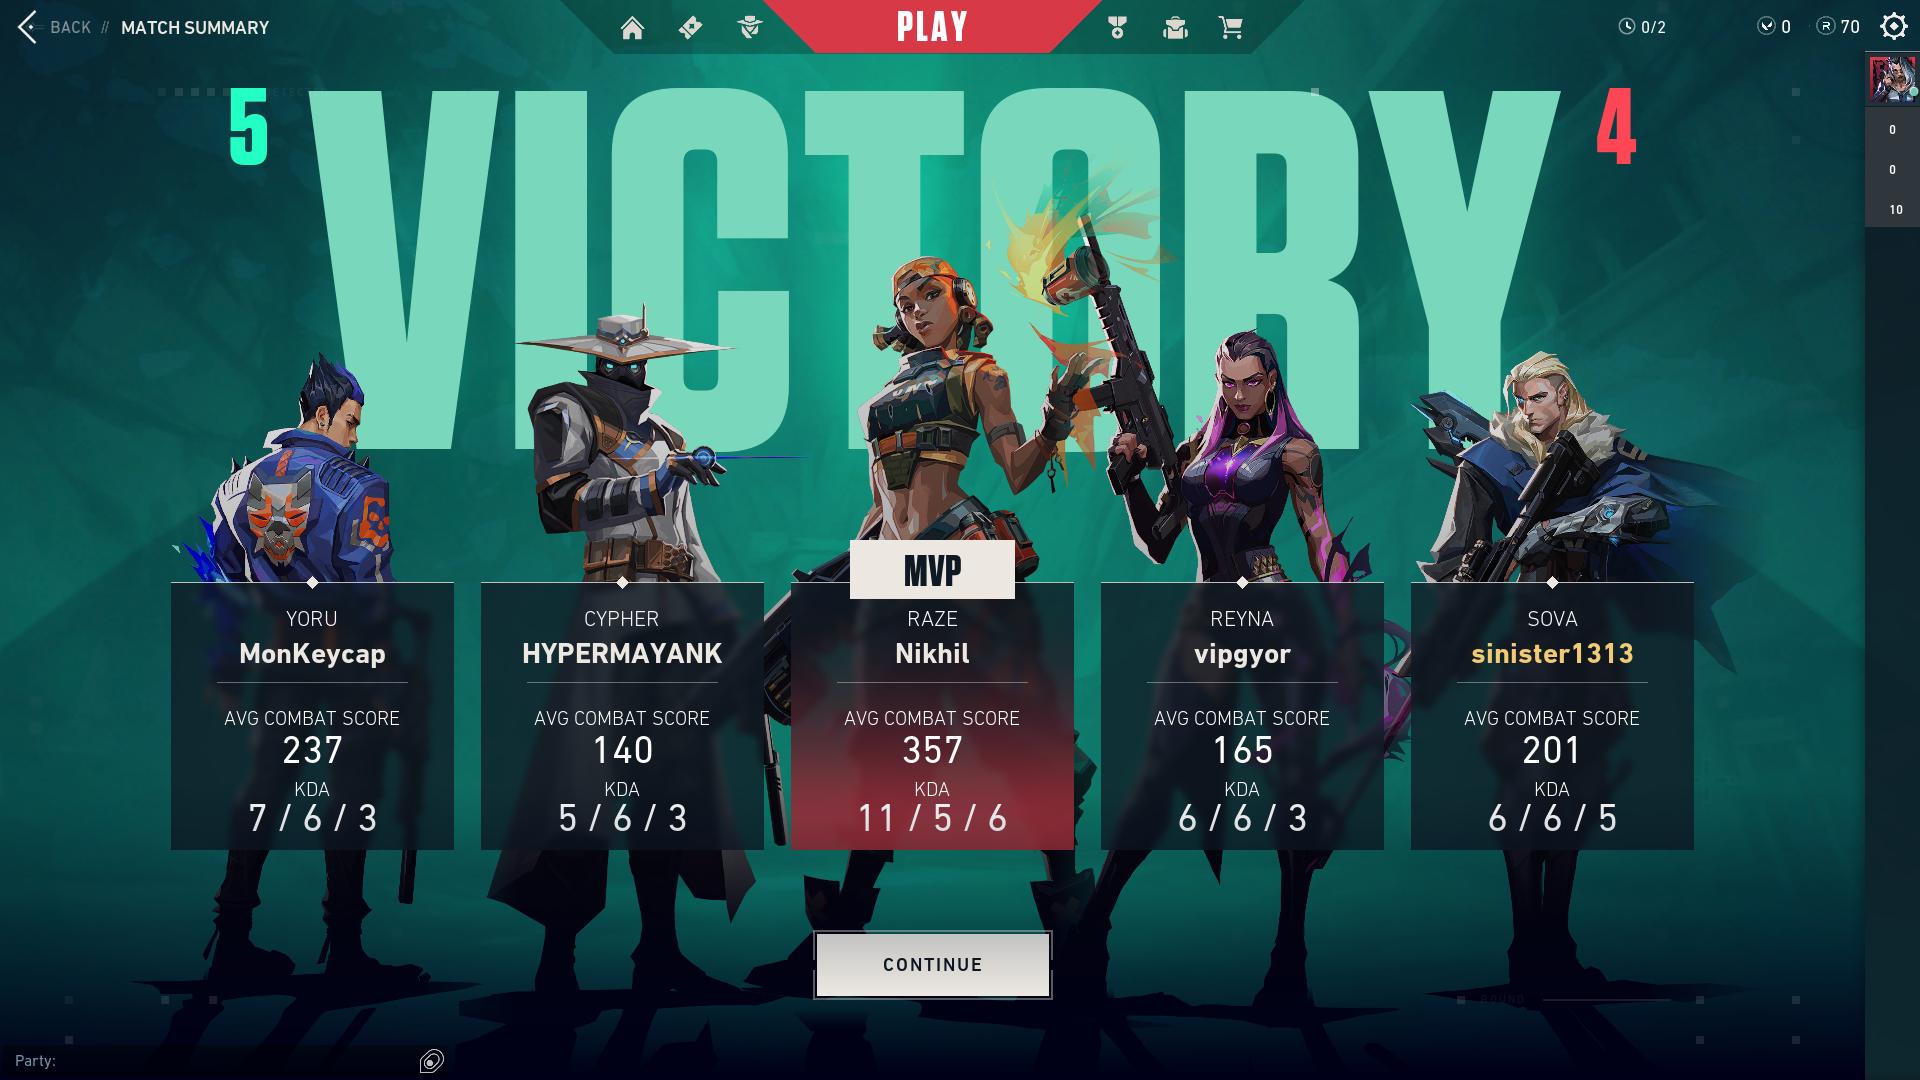 BACK // MATCH SUMMARY
PLAY
0/2
0
70
5
VICTORY
4
0
0
10
MVP
YORU
MonKeycap
AVG COMBAT SCORE
237
KDA
7 / 6 / 3
CYPHER
HYPERMAYANK
AVG COMBAT SCORE
140
KDA
5 / 6 / 3
RAZE
Nikhil
AVG COMBAT SCORE
357
KDA
11 / 5 / 6
REYNA
vipgyor
AVG COMBAT SCORE
165
KDA
6 / 6 / 3
SOVA
sinister1313
AVG COMBAT SCORE
201
KDA
6 / 6 / 5
CONTINUE
ROUND
Party: